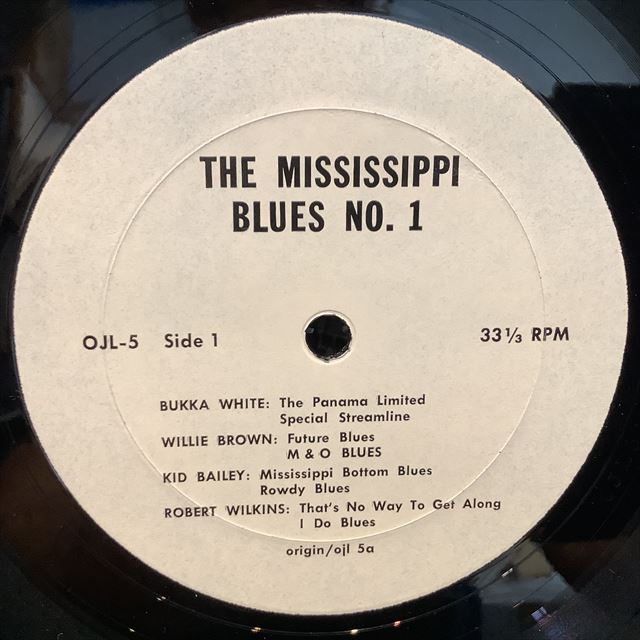 THE MISSISSIPPI
BLUES NO. 1
OJL-5 Side 1 33⅓ RPM
BUKKA WHITE: The Panama Limited
Special Streamline
WILLIE BROWN: Future Blues
M & O BLUES
KID BAILEY: Mississippi Bottom Blues
Rowdy Blues
ROBERT WILKINS: That's No Way To Get Along
I Do Blues
origin/ojl 5a